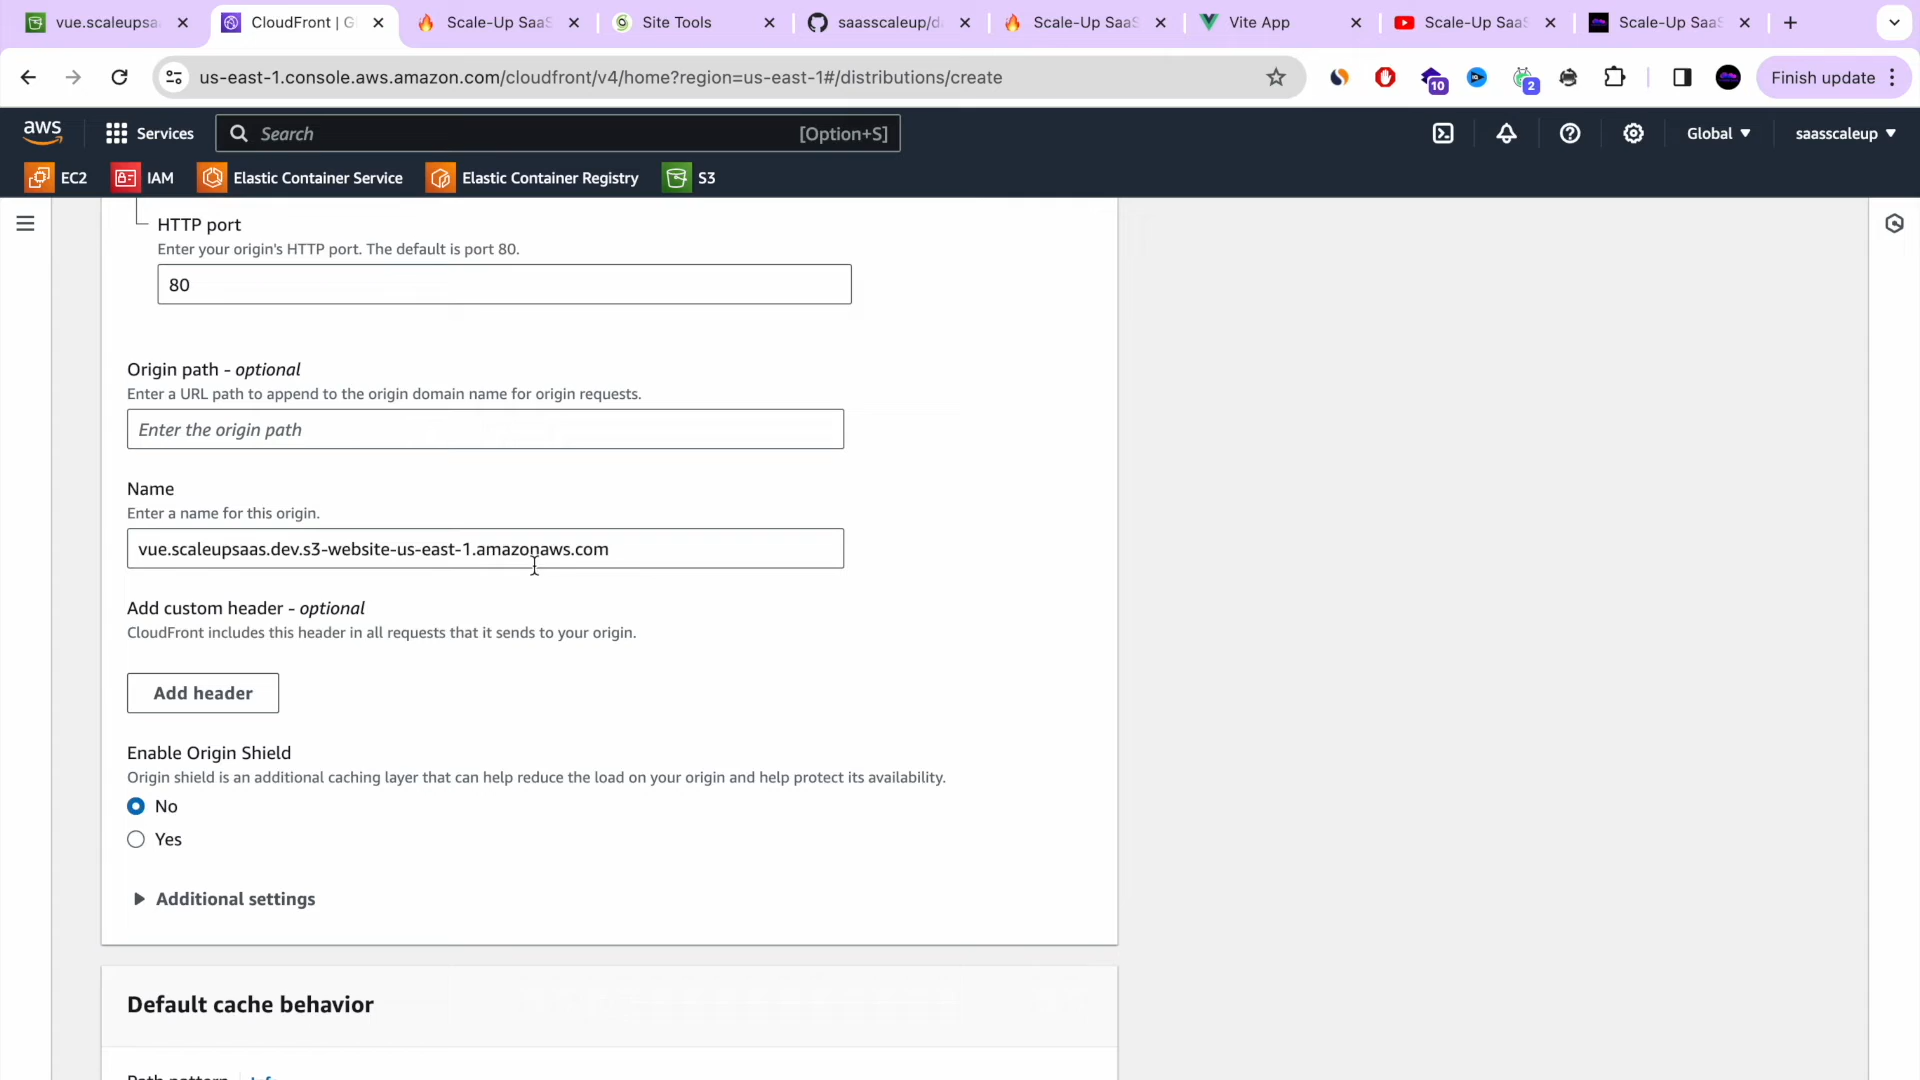 vue.scaleupsaa
CloudFront | G
Scale-Up SaaS
Site Tools
saasscaleup/d
Scale-Up SaaS
Vite App
Scale-Up SaaS
Scale-Up SaaS
us-east-1.console.aws.amazon.com/cloudfront/v4/home?region=us-east-1#/distributions/create
10
2
Finish update
aws
Services
Search
[Option+S]
Global
saasscaleup
EC2
IAM
Elastic Container Service
Elastic Container Registry
S3
HTTP port
Enter your origin's HTTP port. The default is port 80.
80
Origin path - optional
Enter a URL path to append to the origin domain name for origin requests.
Enter the origin path
Name
Enter a name for this origin.
vue.scaleupsaas.dev.s3-website-us-east-1.amazonaws.com
Add custom header - optional
CloudFront includes this header in all requests that it sends to your origin.
Add header
Enable Origin Shield
Origin shield is an additional caching layer that can help reduce the load on your origin and help protect its availability.
No
Yes
Additional settings
Default cache behavior
Path pattern